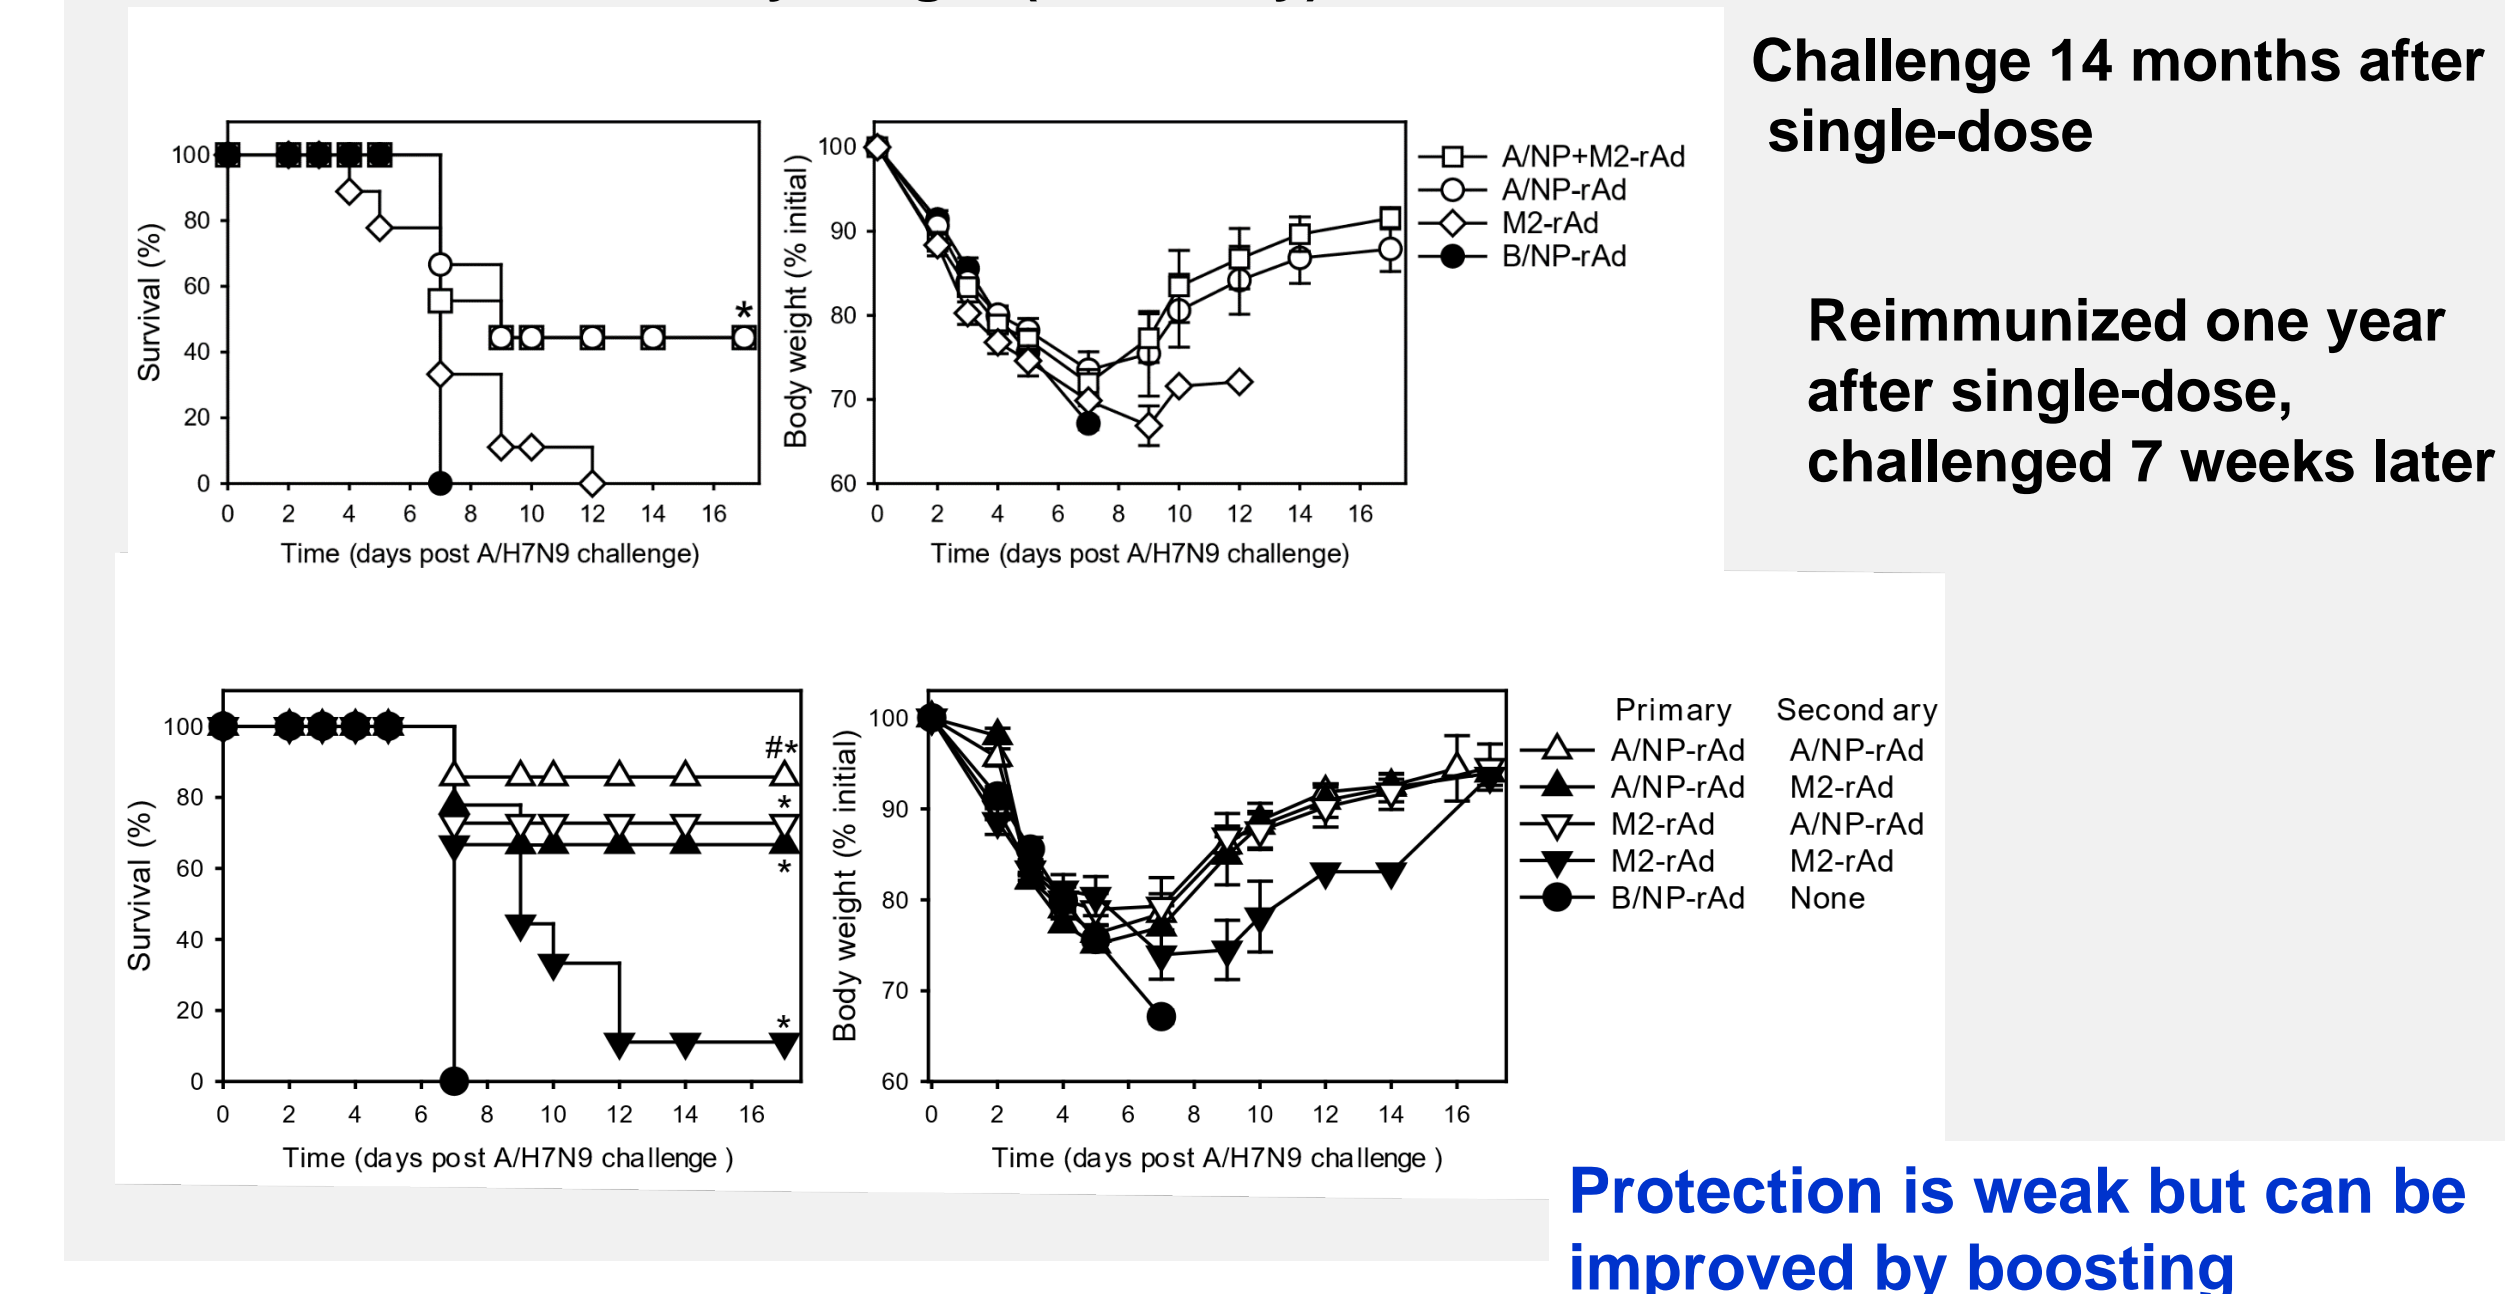 Challenge 14 months after
single-dose
Reimmunized one year
after single-dose,
challenged 7 weeks later
Survival (%)
100
80
60
40
20
0
*
0 2 4 6 8 10 12 14 16
Time (days post A/H7N9 challenge)
Body weight (% initial)
100
90
80
70
60
0 2 4 6 8 10 12 14 16
Time (days post A/H7N9 challenge)
A/NP+M2-rAd
A/NP-rAd
M2-rAd
B/NP-rAd
Survival (%)
100
80
60
40
20
0
#*
*
*
*
0 2 4 6 8 10 12 14 16
Time (days post A/H7N9 challenge )
Body weight (% initial)
100
90
80
70
60
0 2 4 6 8 10 12 14 16
Time (days post A/H7N9 challenge )
Primary Second ary
A/NP-rAd A/NP-rAd
A/NP-rAd M2-rAd
M2-rAd A/NP-rAd
M2-rAd M2-rAd
B/NP-rAd None
Protection is weak but can be
improved by boosting